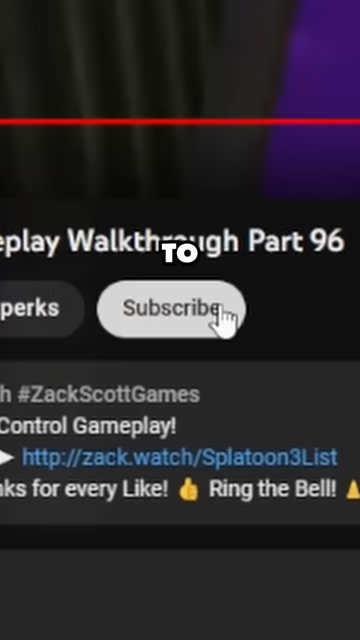 eplay Walkthrough Part 96
TO
perks
Subscribe
h #ZackScottGames
Control Gameplay!
http://zack.watch/Splatoon3List
nks for every Like! 👍 Ring the Bell! 🔔